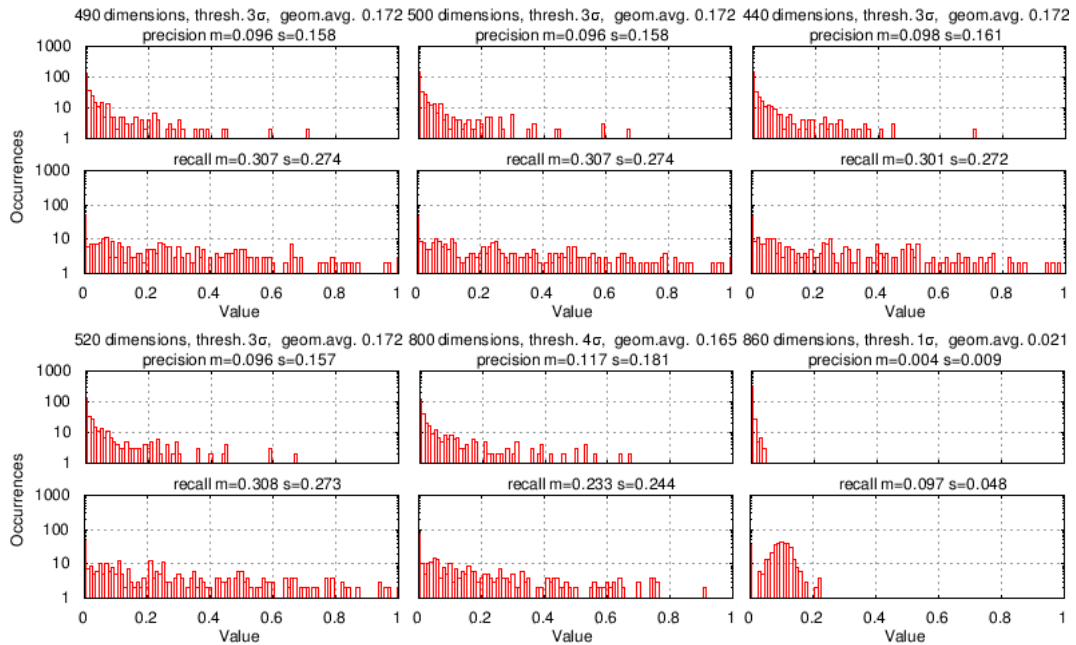 490 dimensions, thresh. 3σ, geom.avg. 0.172
precision m=0.096 s=0.158
500 dimensions, thresh. 3σ, geom.avg. 0.172
precision m=0.096 s=0.158
440 dimensions, thresh. 3σ, geom.avg. 0.172
precision m=0.098 s=0.161
1000
100
10
1
recall m=0.307 s=0.274
recall m=0.307 s=0.274
recall m=0.301 s=0.272
1000
100
10
1
Occurrences
0 0.2 0.4 0.6 0.8 1
0 0.2 0.4 0.6 0.8 1
0 0.2 0.4 0.6 0.8 1
Value
Value
Value
520 dimensions, thresh. 3σ, geom.avg. 0.172
precision m=0.096 s=0.157
800 dimensions, thresh. 4σ, geom.avg. 0.165
precision m=0.117 s=0.181
860 dimensions, thresh. 1σ, geom.avg. 0.021
precision m=0.004 s=0.009
1000
100
10
1
recall m=0.308 s=0.273
recall m=0.233 s=0.244
recall m=0.097 s=0.048
1000
100
10
1
Occurrences
0 0.2 0.4 0.6 0.8 1
0 0.2 0.4 0.6 0.8 1
0 0.2 0.4 0.6 0.8 1
Value
Value
Value